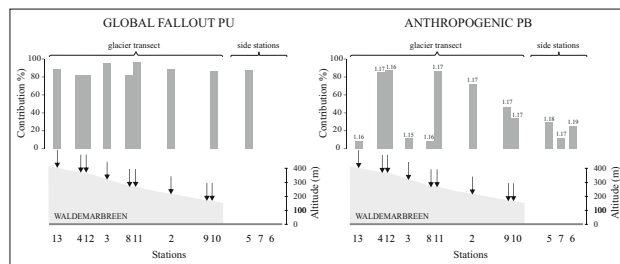 GLOBAL FALLOUT PU
glacier transect
side stations
Contribution %)
100
80
60
40
20
0
400
300
200
100
0
Altitude (m)
WALDEMARBREEN
13 4 12 3 8 11 2 9 10 5 7 6
Stations
ANTHROPOGENIC PB
glacier transect
side stations
Contribution %)
100
80
60
40
20
0
1.16
1.17
1.16
1.15
1.16
1.17
1.17
1.17
1.17
1.18
1.17
1.19
400
300
200
100
0
Altitude (m)
WALDEMARBREEN
13 4 12 3 8 11 2 9 10 5 7 6
Stations